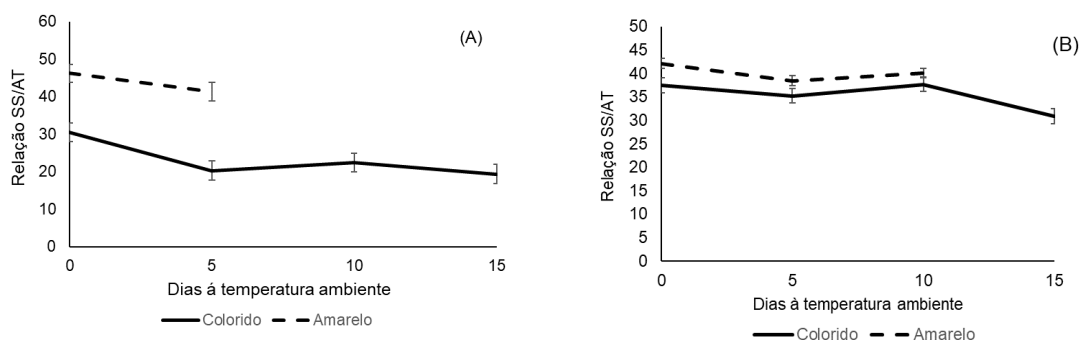 (A)
Relação SS/AT
60
50
40
30
20
10
0
0 5 10 15
Dias á temperatura ambiente
Colorido Amarelo
(B)
Relação SS/AT
50
45
40
35
30
25
20
15
10
5
0
0 5 10 15
Dias à temperatura ambiente
Colorido Amarelo